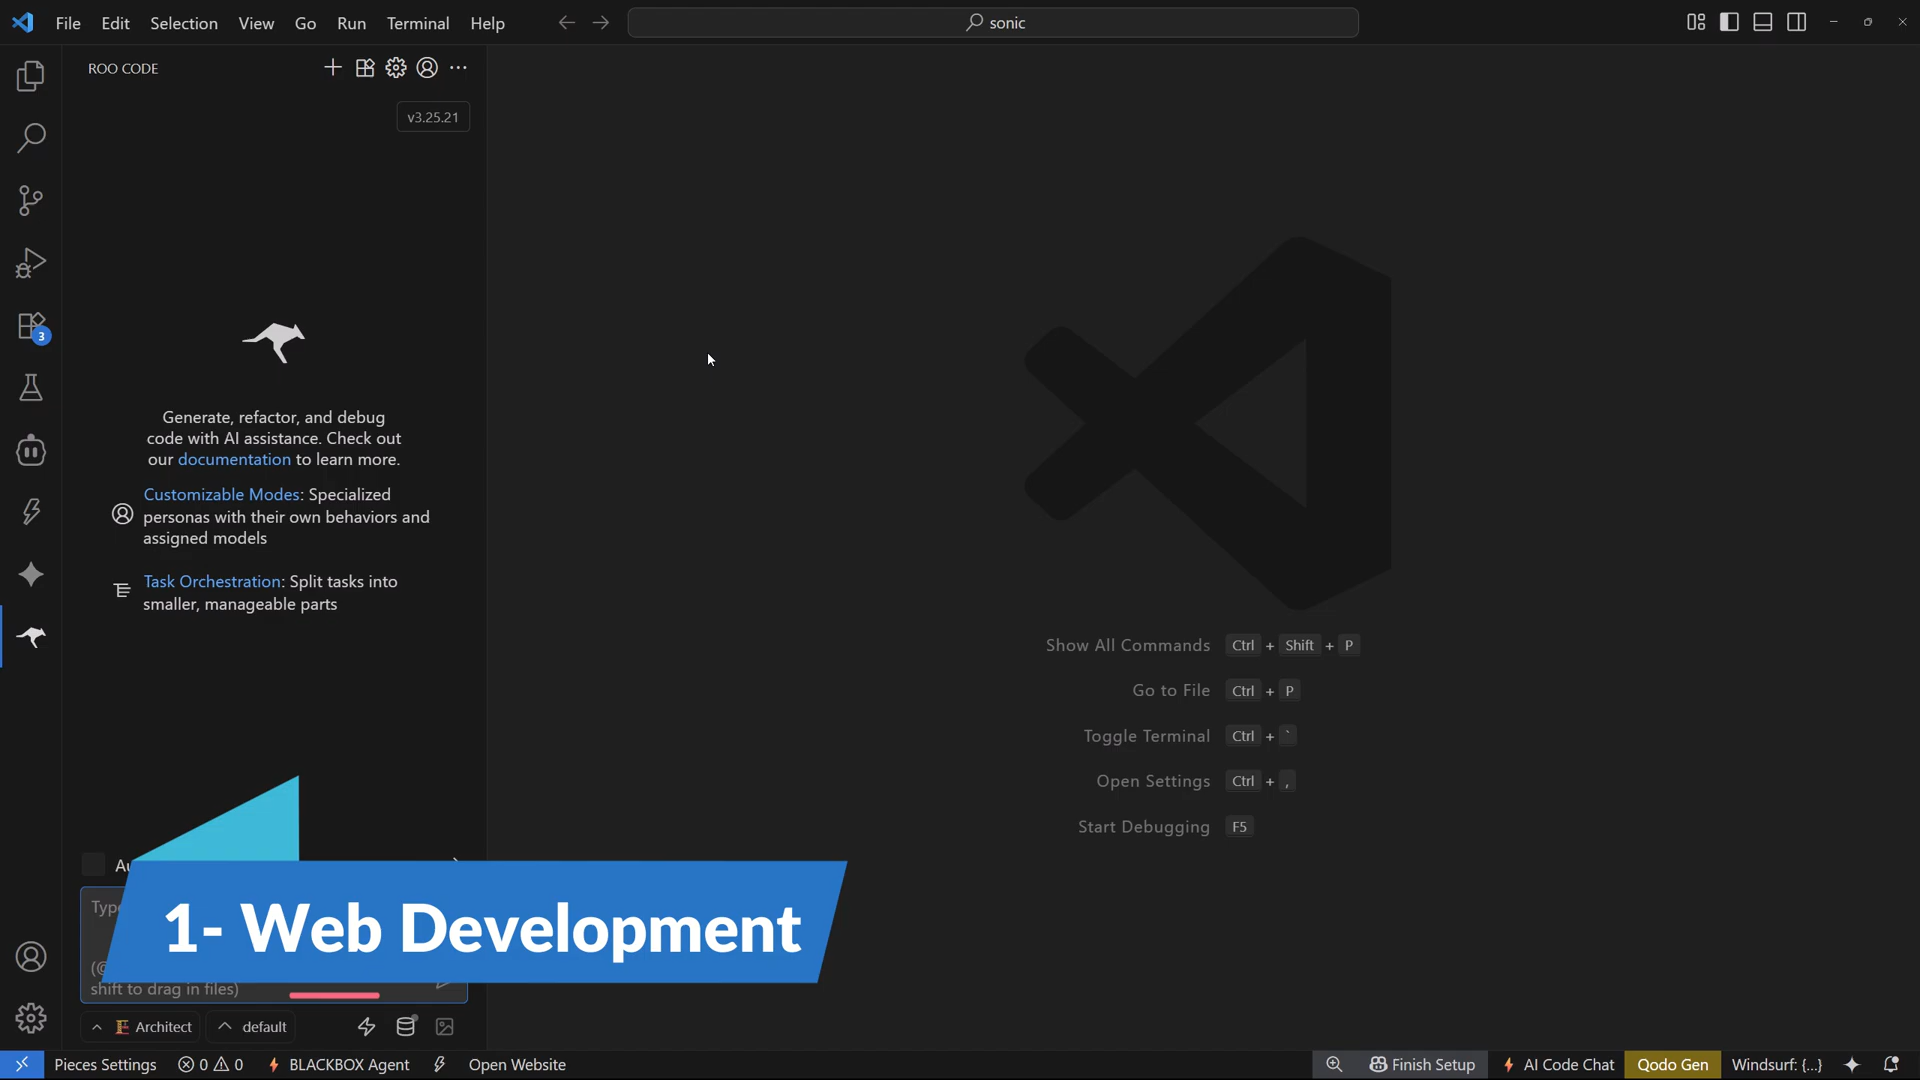 File Edit Selection View Go Run Terminal Help
sonic
ROO CODE
v3.25.21
3
Generate, refactor, and debug
code with AI assistance. Check out
our documentation to learn more.
Customizable Modes: Specialized
personas with their own behaviors and
assigned models
Task Orchestration: Split tasks into
smaller, manageable parts
Show All Commands Ctrl + Shift + P
Go to File Ctrl + P
Toggle Terminal Ctrl + `
Open Settings Ctrl + ,
Start Debugging F5
1- Web Development
shift to drag in files)
Architect default
Pieces Settings 0 0 BLACKBOX Agent Open Website Finish Setup AI Code Chat Qodo Gen Windsurf: {...}